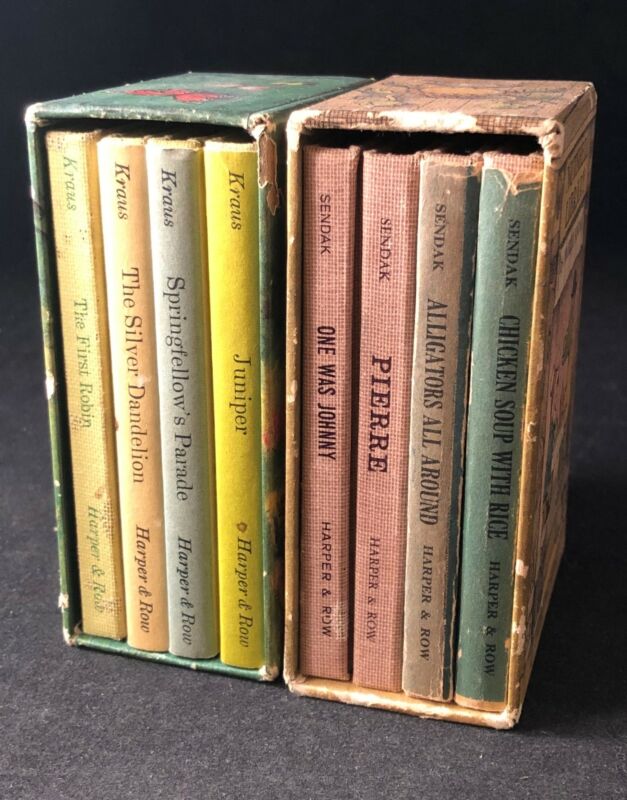 Kraus The First Robin Harper & Row
Kraus The Silver Dandelion Harper & Row
Kraus Springfellow's Parade Harper & Row
Kraus Juniper Harper & Row
SENDAK ONE WAS JOHNNY HARPER & ROW
SENDAK PIERRE HARPER & ROW
SENDAK ALLIGATORS ALL AROUND HARPER & ROW
SENDAK CHICKEN SOUP WITH RICE HARPER & ROW